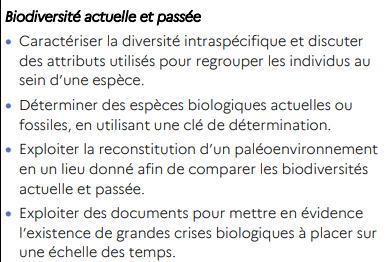 Biodiversité actuelle et passée
• Caractériser la diversité intraspécifique et discuter
des attributs utilisés pour regrouper les individus au
sein d’une espèce.
• Déterminer des espèces biologiques actuelles ou
fossiles, en utilisant une clé de détermination.
• Exploiter la reconstitution d’un paléoenvironnement
en un lieu donné afin de comparer les biodiversités
actuelle et passée.
• Exploiter des documents pour mettre en évidence
l’existence de grandes crises biologiques à placer sur
une échelle des temps.